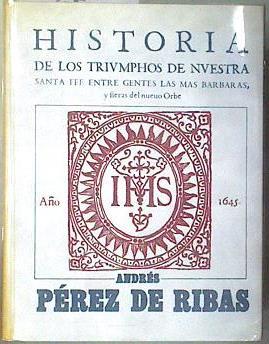 HISTORIA
DE LOS TRIVMPHOS DE NVESTRA
SANTA FEE ENTRE GENTES LAS MAS BARBARAS,
y fieras del nueuo Orbe
IHS
Año 1645.
ANDRÉS
PÉREZ DE RIBAS